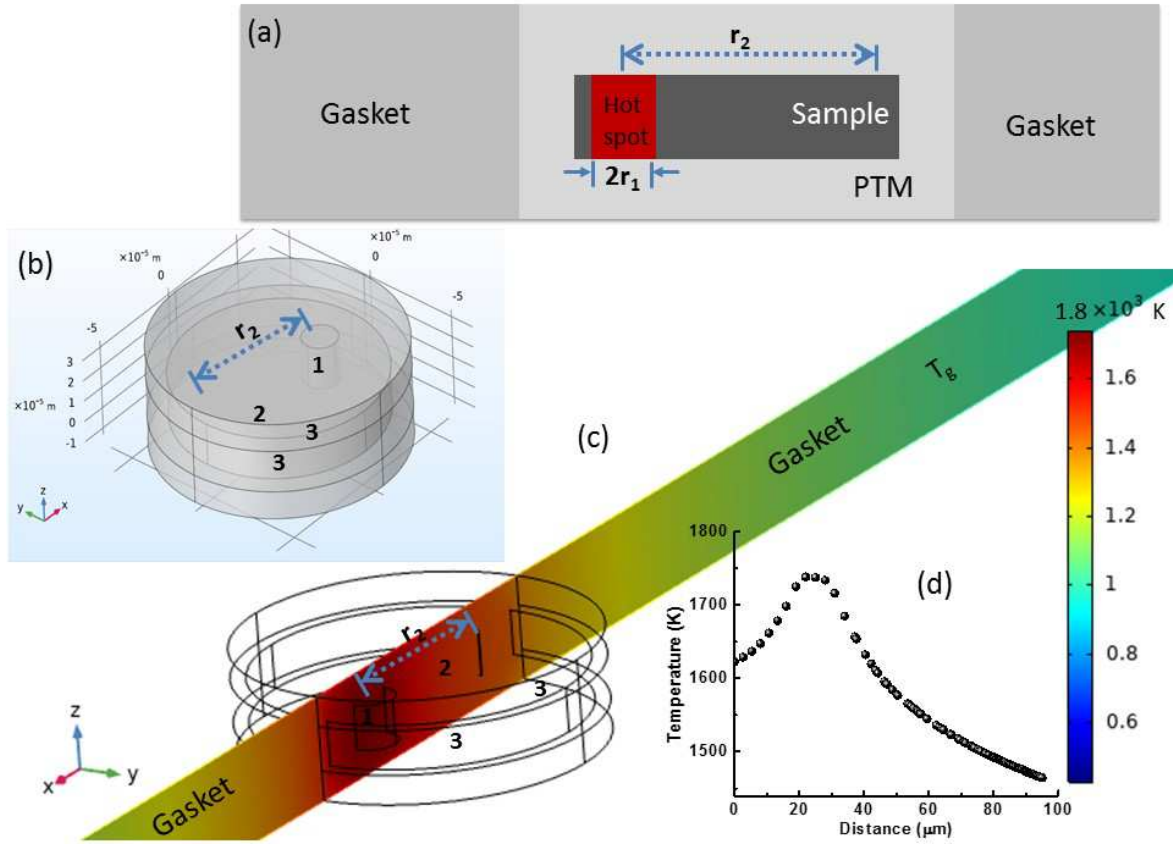 (a)
r₂
Gasket
Hot
spot
Sample
Gasket
2r₁
PTM
(b)
×10⁻⁵ m
0
-5
×10⁻⁵ m
0
-5
r₂
1
3
2
1
0
-1
×10⁻⁵ m
2
3
3
z
y
x
(c)
Gasket
T_g
1.8 ×10³ K
1.6
1.4
1.2
1
0.8
0.6
r₂
2
1
3
3
Gasket
z
x
y
(d)
1800
1700
1600
1500
Temperature (K)
0
20
40
60
80
100
Distance (μm)